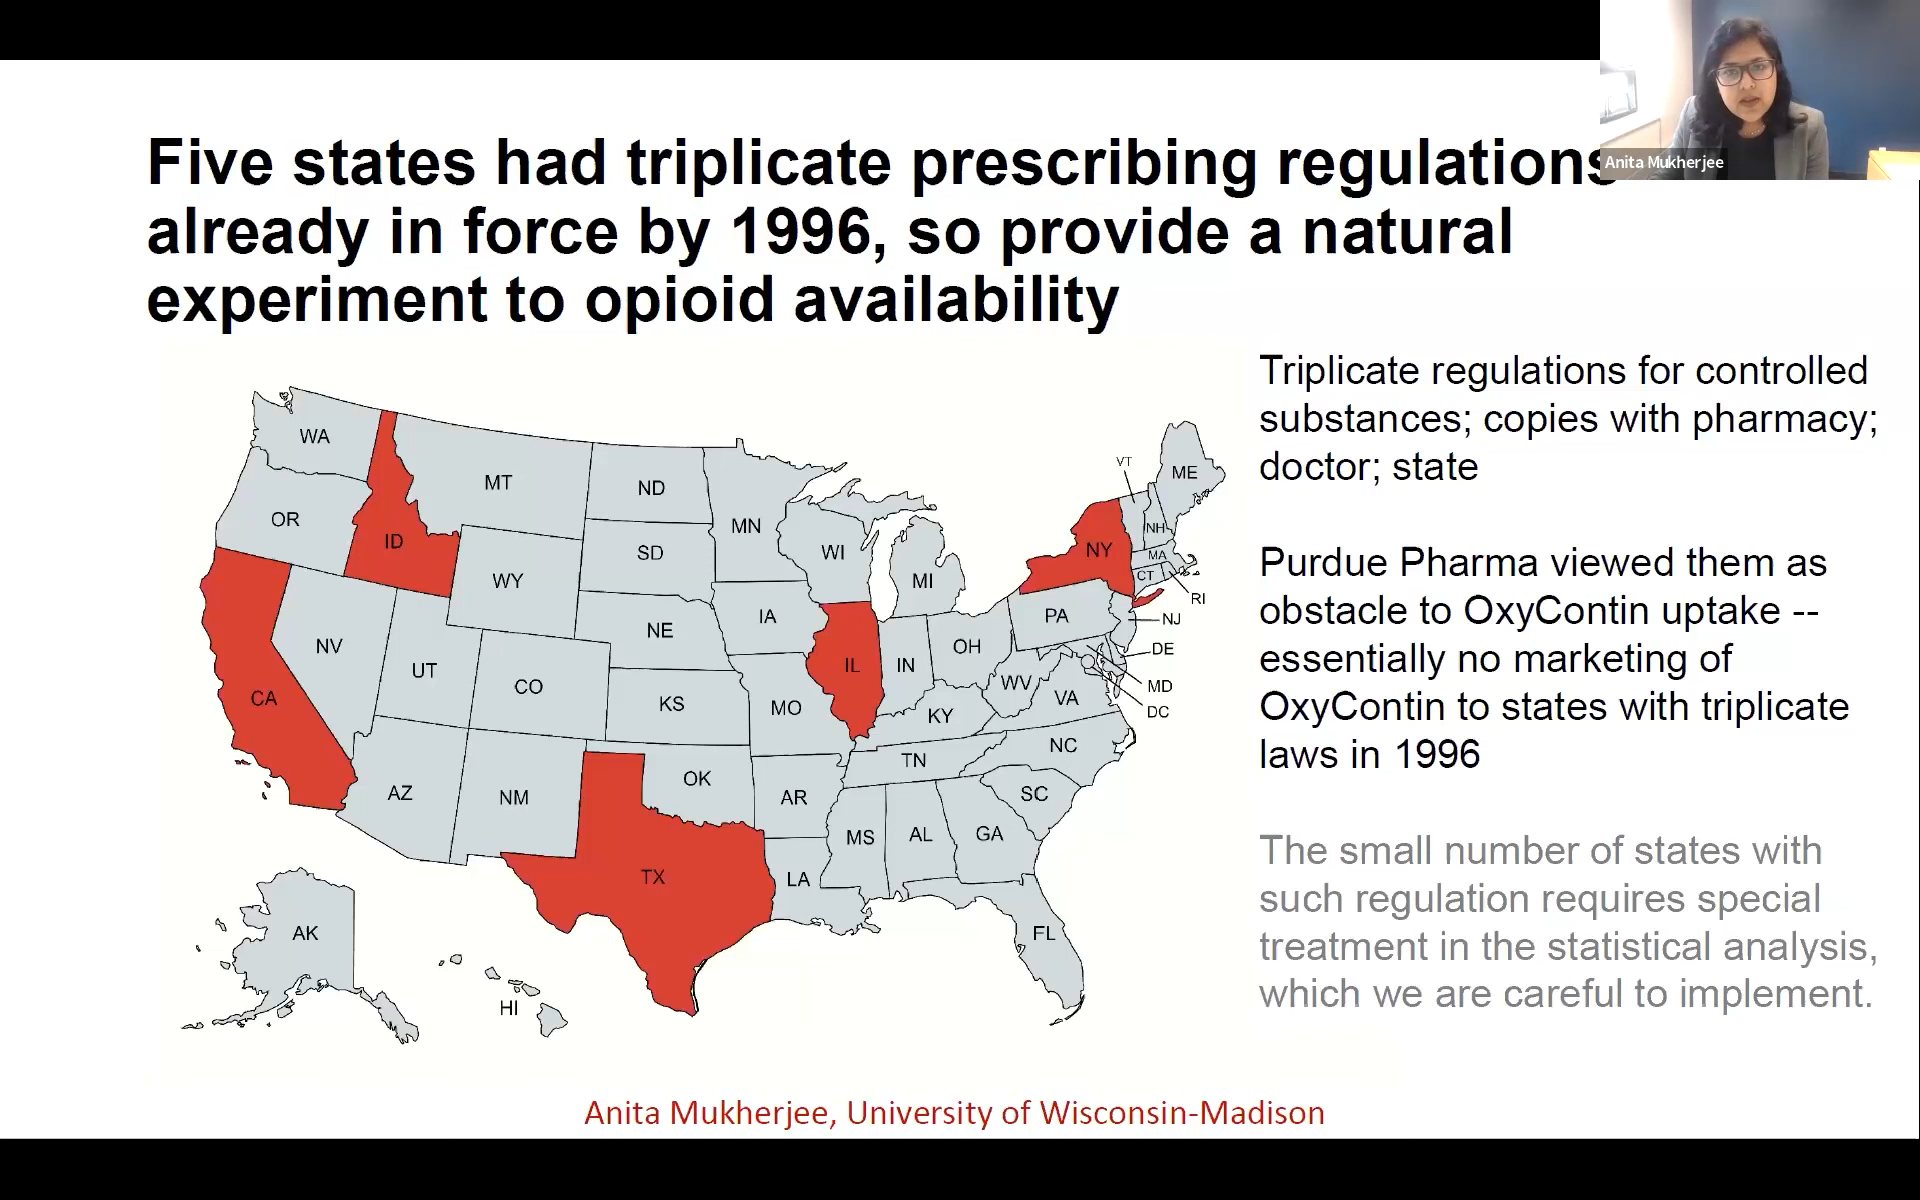 Five states had triplicate prescribing regulations
already in force by 1996, so provide a natural
experiment to opioid availability
Anita Mukherjee
Triplicate regulations for controlled
substances; copies with pharmacy;
doctor; state
Purdue Pharma viewed them as
obstacle to OxyContin uptake --
essentially no marketing of
OxyContin to states with triplicate
laws in 1996
The small number of states with
such regulation requires special
treatment in the statistical analysis,
which we are careful to implement.
WA
MT
ND
MN
VT
ME
OR
ID
SD
WI
MI
NY
NH
MA
CT
RI
WY
IA
NE
PA
NJ
NV
UT
CO
IL
IN
OH
DE
MD
DC
CA
KS
MO
KY
WV
VA
AZ
NM
OK
AR
TN
NC
SC
MS
AL
GA
TX
LA
FL
AK
HI
Anita Mukherjee, University of Wisconsin-Madison